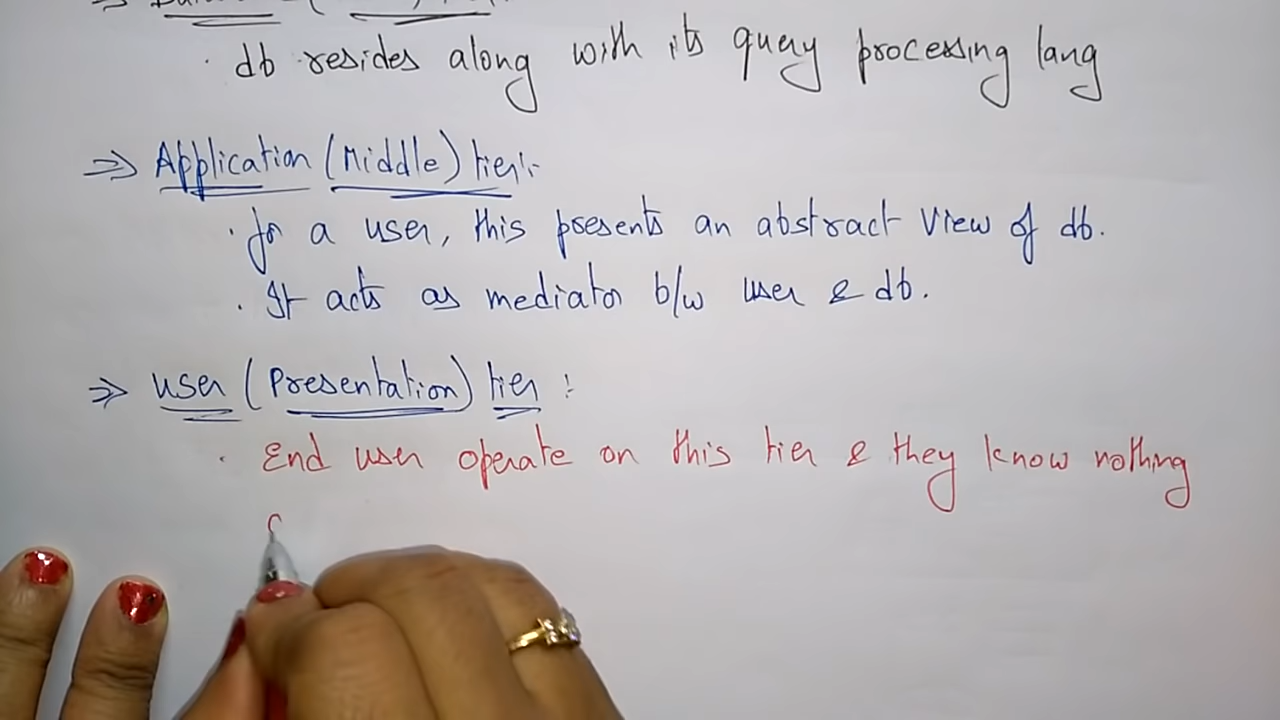 · db resides along with its query processing lang
⇒ Application (Middle) tier:-
· for a user, this presents an abstract view of db.
· It acts as mediator b/w user & db.
⇒ user (Presentation) tier :
· End user operate on this tier & they know nothing